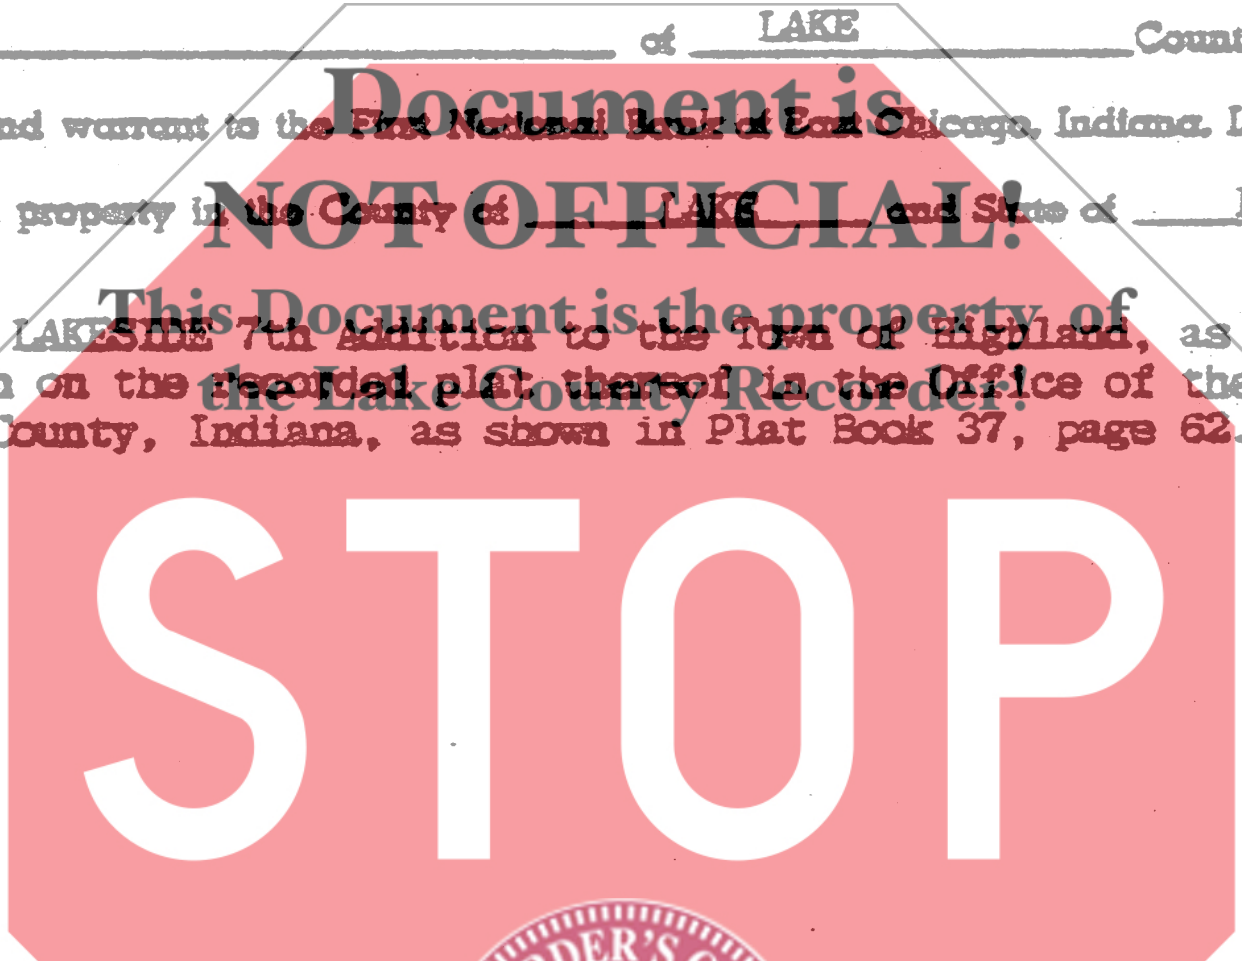 of LAKE Count
Document is
nd warrant to the First National Bank of East Chicago, Indiana,
NOT OFFICIAL!
property in the County of LAKE and State of
This Document is the property of
LAKESIDE 7th Addition to the Town of Highland, as
on the recorded plat thereof in the Office of the
the Lake County Recorder!
County, Indiana, as shown in Plat Book 37, page 62.
STOP
DER'S